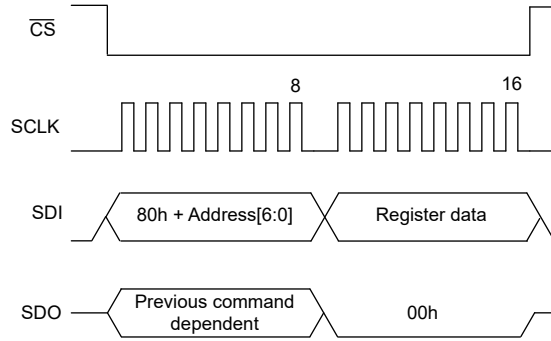 CS
8
16
SCLK
SDI
80h + Address[6:0]
Register data
SDO
Previous command
dependent
00h